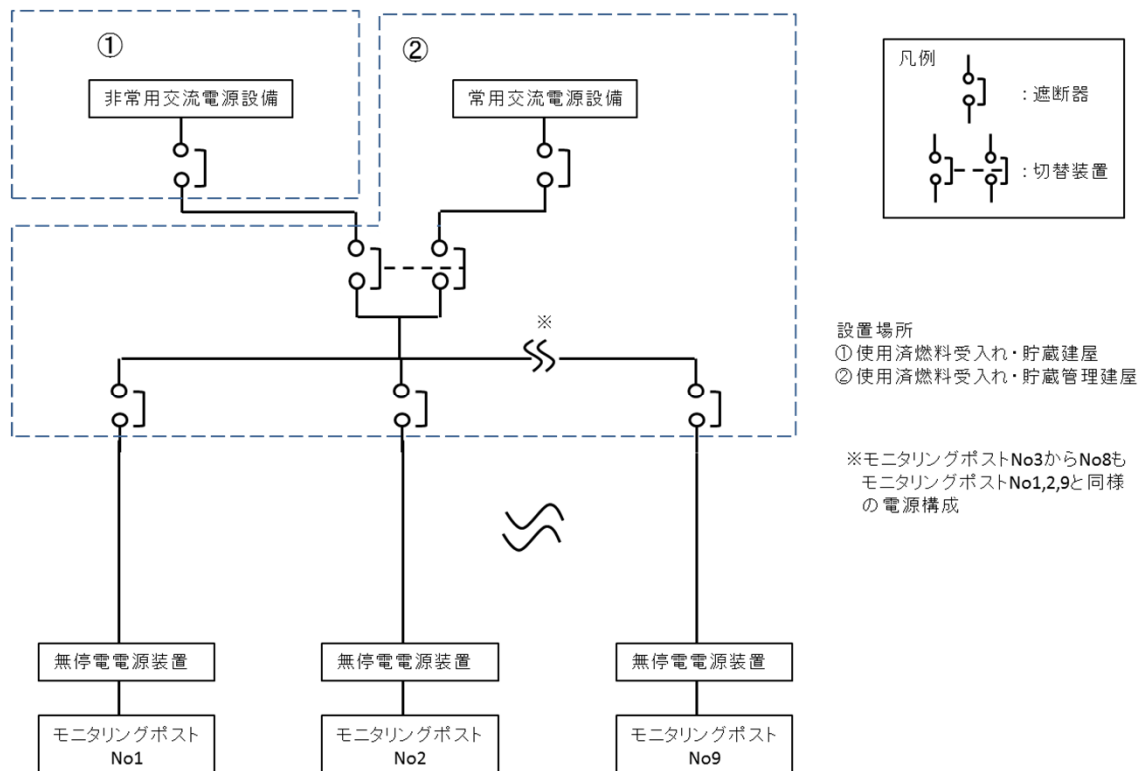 ①
②
非常用交流電源設備
常用交流電源設備
凡例
：遮断器
：切替装置
※
設置場所
①使用済燃料受入れ・貯蔵建屋
②使用済燃料受入れ・貯蔵管理建屋
※モニタリングポストNo3からNo8も
モニタリングポストNo1,2,9と同様
の電源構成
無停電電源装置
無停電電源装置
無停電電源装置
モニタリングポスト
No1
モニタリングポスト
No2
モニタリングポスト
No9